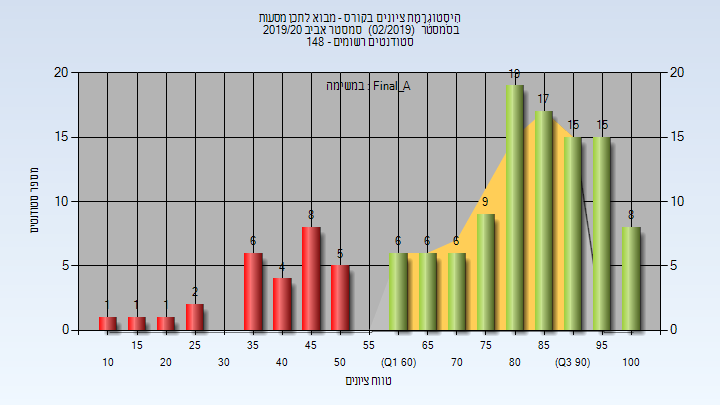 היסטוגרמת ציונים בקורס - מבוא לתכן מסעות
בסמסטר (02/2019) סמסטר אביב 2019/20
סטודנטים רשומים - 148
במשימה : Final_A
מספר סטודנטים
20
15
10
5
0
20
15
10
5
0
1 1 1 2 6 4 8 5 6 6 6 9 19 17 15 15 8
15 25 35 45 55 65 75 85 95
10 20 30 40 50 (Q1 60) 70 80 (Q3 90) 100
טווח ציונים